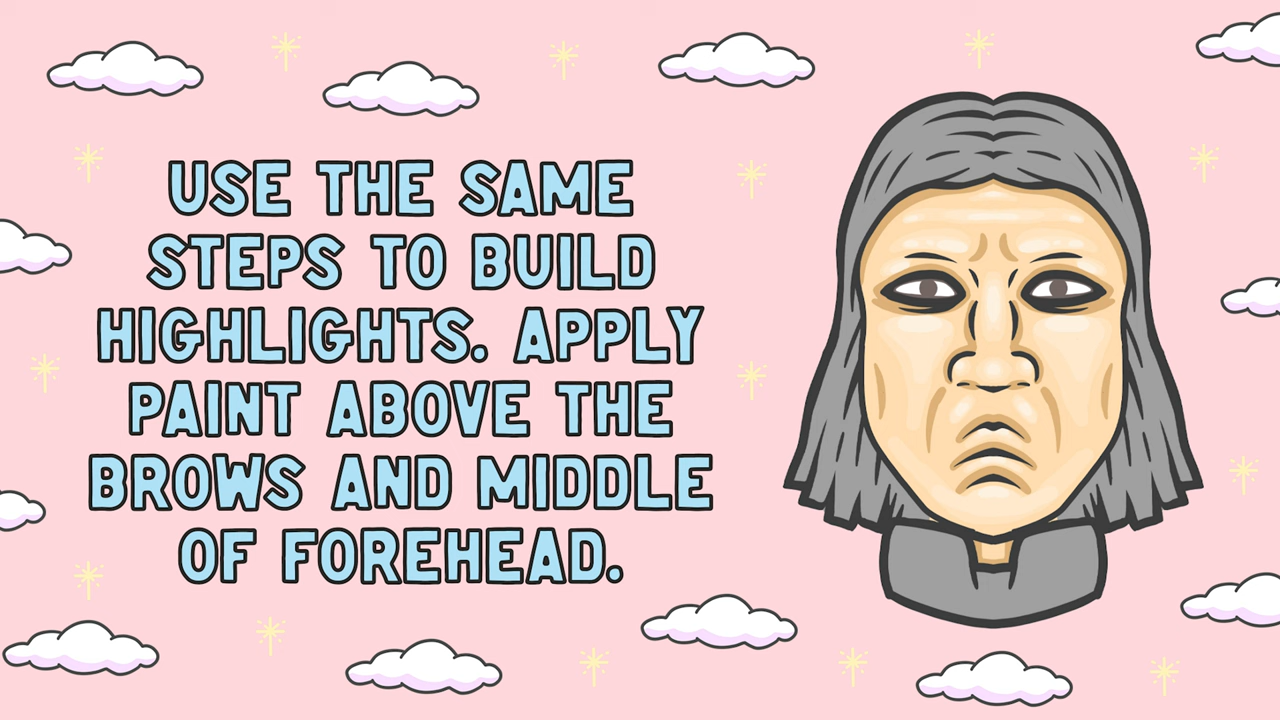 USE THE SAME
STEPS TO BUILD
HIGHLIGHTS. APPLY
PAINT ABOVE THE
BROWS AND MIDDLE
OF FOREHEAD.